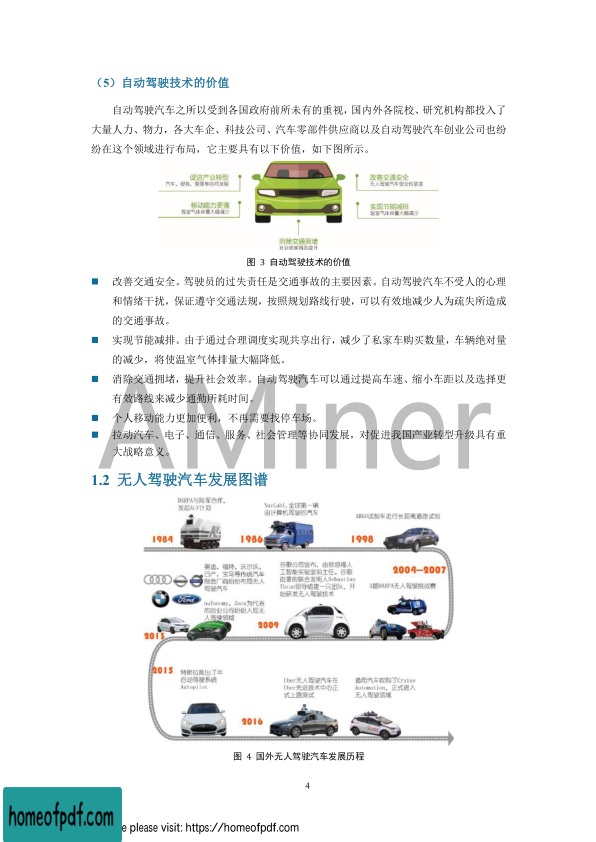 （5）自动驾驶技术的价值
自动驾驶汽车之所以受到各国政府前所未有的重视，国内外各院校、研究机构都投入了
大量人力、物力，各大车企、科技公司、汽车零部件供应商以及自动驾驶汽车创业公司也纷
纷在这个领域进行布局，它主要具有以下价值，如下图所示。
促进产业转型
改善交通安全
移动能力更强
温室气体排量大幅减少
实现节能减排
温室气体排量大幅减少
消除交通拥堵
社会效率得到提升
图 3 自动驾驶技术的价值
■ 改善交通安全。驾驶员的过失责任是交通事故的主要因素。自动驾驶汽车不受人的心理
和情绪干扰，保证遵守交通法规，按照规划路线行驶，可以有效地减少人为疏失所造成
的交通事故。
■ 实现节能减排。由于通过合理调度实现共享出行，减少了私家车购买数量，车辆绝对量
的减少，将使温室气体排量大幅降低。
■ 消除交通拥堵，提升社会效率。自动驾驶汽车可以通过提高车速、缩小车距以及选择更
有效路线来减少通勤所耗时间。
■ 个人移动能力更加便利，不再需要找停车场。
■ 拉动汽车、电子、通信、服务、社会管理等协同发展，对促进我国产业转型升级具有重
大战略意义。
AMiner
1.2 无人驾驶汽车发展图谱
DARPA与陆军合作，
发起ALV计划
NavLab1，全球第一辆
由计算机驾驶的汽车
ARGO试验车进行长距离道路试验
1984
1986
1998
2004—2007
3届DARPA无人驾驶挑战赛
奥迪、福特、沃尔沃、
日产、宝马等传统汽车
制造厂商纷纷布局无人
驾驶汽车
nuTonomy、Zoox为代表
的创业公司纷纷入局无
人驾驶领域
谷歌公司宣布，由斯坦福人
工智能实验室前主任、谷歌
街景的联合发明人Sebastian
Thrun领导组建一只团队，开
始研发无人驾驶技术
Ford
2013
2009
2015
特斯拉推出了半
自动驾驶系统
Autopilot
Uber无人驾驶汽车在
Uber先进技术中心正
式上路测试
通用汽车收购了Cruise
Automation，正式进入
无人驾驶领域
2016
图 4 国外无人驾驶汽车发展历程
4
homeofpdf.com
e please visit: https://homeofpdf.com